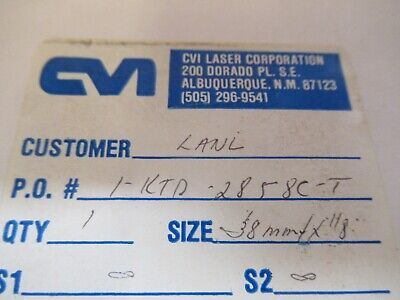 CVI
CVI LASER CORPORATION
200 DORADO PL. S.E.
ALBUQUERQUE, N.M. 87123
(505) 296-9541
CUSTOMER LANL
P.O. # 1-KTD-2858C-T
QTY 1 SIZE 38mm x 1/8
S1 ∞ S2 ∞